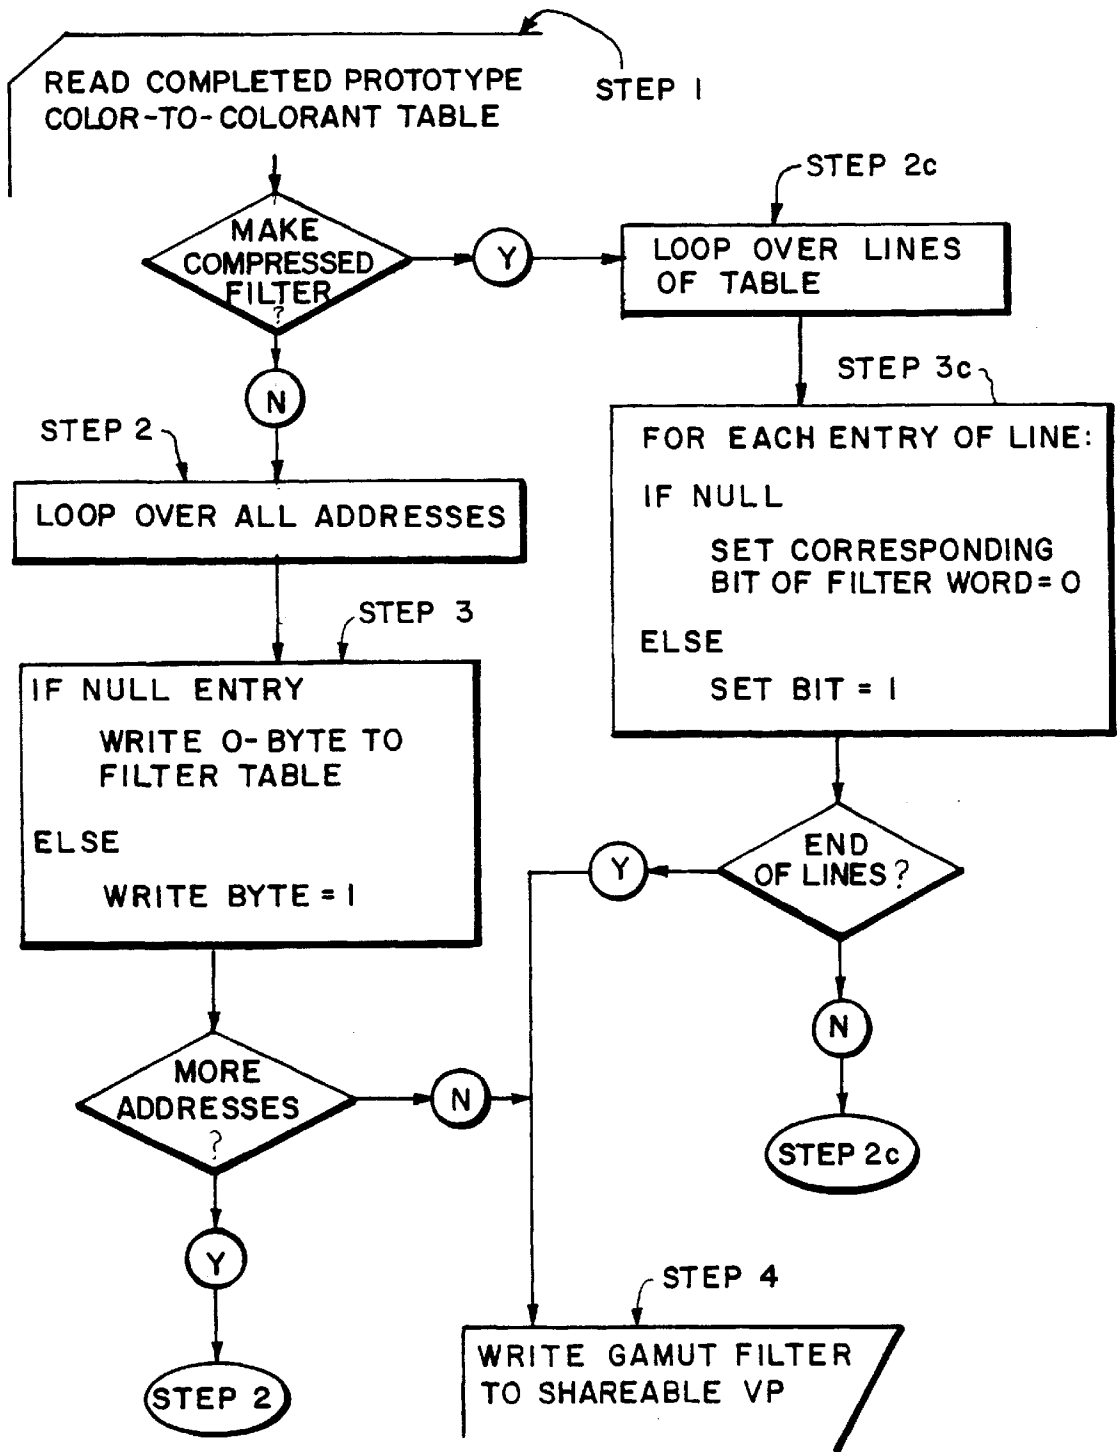 STEP 1
READ COMPLETED PROTOTYPE
COLOR-TO-COLORANT TABLE
MAKE
COMPRESSED
FILTER
?
Y
STEP 2c
LOOP OVER LINES
OF TABLE
N
STEP 2
LOOP OVER ALL ADDRESSES
STEP 3c
FOR EACH ENTRY OF LINE:
IF NULL
SET CORRESPONDING
BIT OF FILTER WORD=0
ELSE
SET BIT = 1
STEP 3
IF NULL ENTRY
WRITE 0-BYTE TO
FILTER TABLE
ELSE
WRITE BYTE = 1
END
OF LINES?
Y
N
STEP 2c
MORE
ADDRESSES
?
N
Y
STEP 2
STEP 4
WRITE GAMUT FILTER
TO SHAREABLE VP